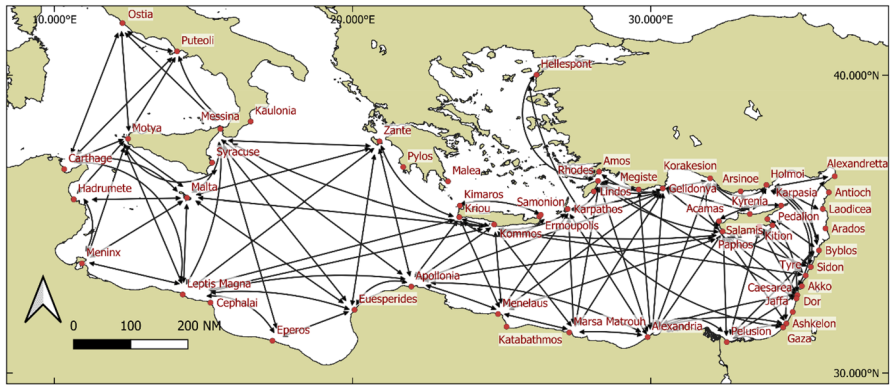 10.000°E
20.000°E
30.000°E
Ostia
Puteoli
Hellespont
40.000°N
Kaulonia
Messina
Motya
Zante
Syracuse
Carthage
Pylos
Malea
Amos
Rhodes
Korakesion
Holmoi
Alexandretta
Megiste
Arsinoe
Hadrumete
Malta
Kimaros
Kriou
Samonion
Lindos
Gelidonya
Karpasia
Antioch
Karpathos
Acamas
Kyrenia
Laodicea
Ermoupolis
Pedalion
Kommos
Salamis
Kition
Arados
Paphos
Meninx
Byblos
Tyre
Sidon
Leptis Magna
Apollonia
Caesarea
Akko
Cephalai
Euesperides
Menelaus
Jaffa
Dor
Eperos
Marsa Matrouh
Alexandria
Pelusion
Ashkelon
Katabathmos
Gaza
0 100 200 NM
30.000°N